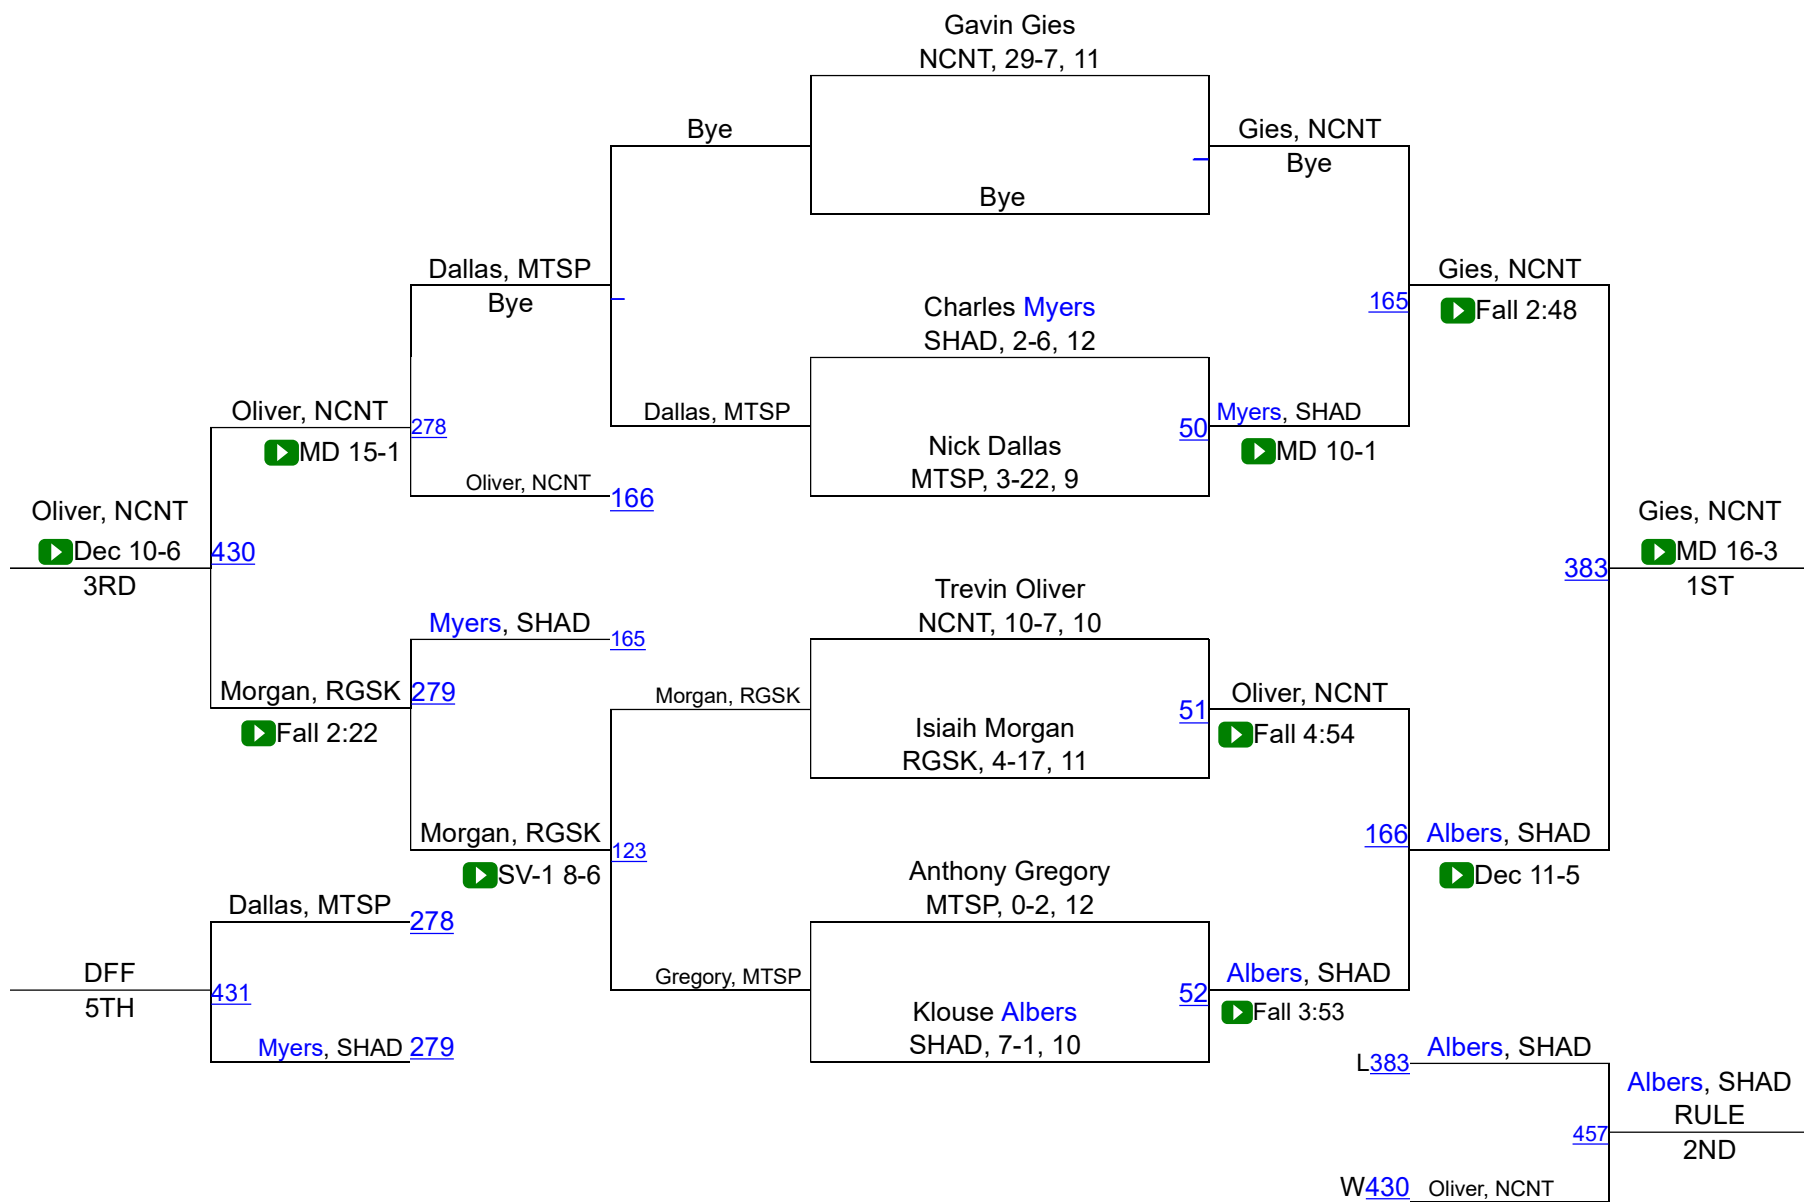 Gavin Gies
NCNT, 29-7, 11
Bye
Gies, NCNT
Bye
Bye
Dallas, MTSP
Bye
Gies, NCNT
Fall 2:48
165
Charles Myers
SHAD, 2-6, 12
Oliver, NCNT
MD 15-1
278
Dallas, MTSP
Nick Dallas
MTSP, 3-22, 9
50
Myers, SHAD
MD 10-1
Oliver, NCNT
166
Oliver, NCNT
Dec 10-6
3RD
430
Gies, NCNT
MD 16-3
1ST
383
Trevin Oliver
NCNT, 10-7, 10
Myers, SHAD
165
Morgan, RGSK
Fall 2:22
279
Morgan, RGSK
Isiaih Morgan
RGSK, 4-17, 11
51
Oliver, NCNT
Fall 4:54
Morgan, RGSK
SV-1 8-6
123
166
Albers, SHAD
Dec 11-5
Anthony Gregory
MTSP, 0-2, 12
Dallas, MTSP
278
DFF
5TH
431
Gregory, MTSP
Klouse Albers
SHAD, 7-1, 10
52
Albers, SHAD
Fall 3:53
Myers, SHAD
279
L383
Albers, SHAD
Albers, SHAD
RULE
2ND
457
W430
Oliver, NCNT